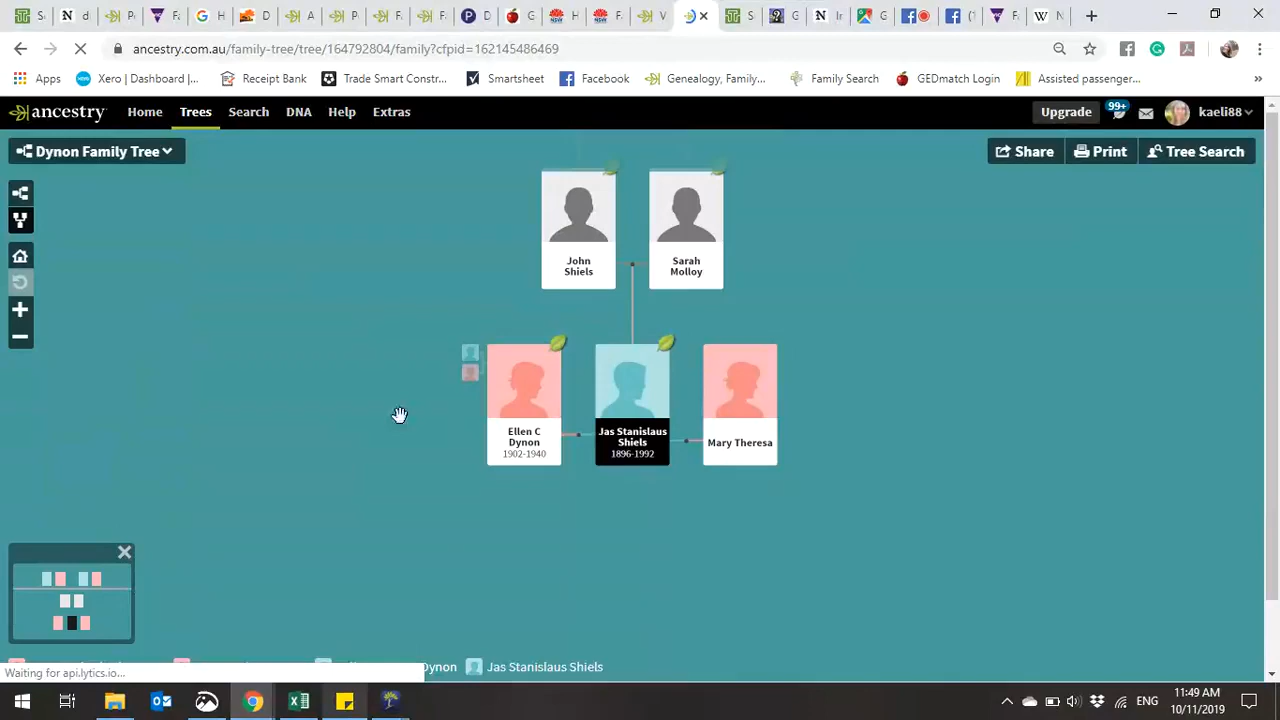 G
H
A
F
F
D
G
H
H
V
S
G
N
G
F
(
F
N
ancestry.com.au/family-tree/tree/164792804/family?cfpid=162145486469
Apps
Xero | Dashboard |...
Receipt Bank
Trade Smart Constr...
Smartsheet
Facebook
Genealogy, Family...
Family Search
GEDmatch Login
Assisted passenger...
»
ancestry
Home
Trees
Search
DNA
Help
Extras
Upgrade
99+
kaeli88
Dynon Family Tree
Share
Print
Tree Search
John
Shiels
Sarah
Molloy
Ellen C
Dynon
1902-1940
Jas Stanislaus
Shiels
1896-1992
Mary Theresa
Dynon
Jas Stanislaus Shiels
Waiting for api.lytics.io...
ENG
11:49 AM
10/11/2019